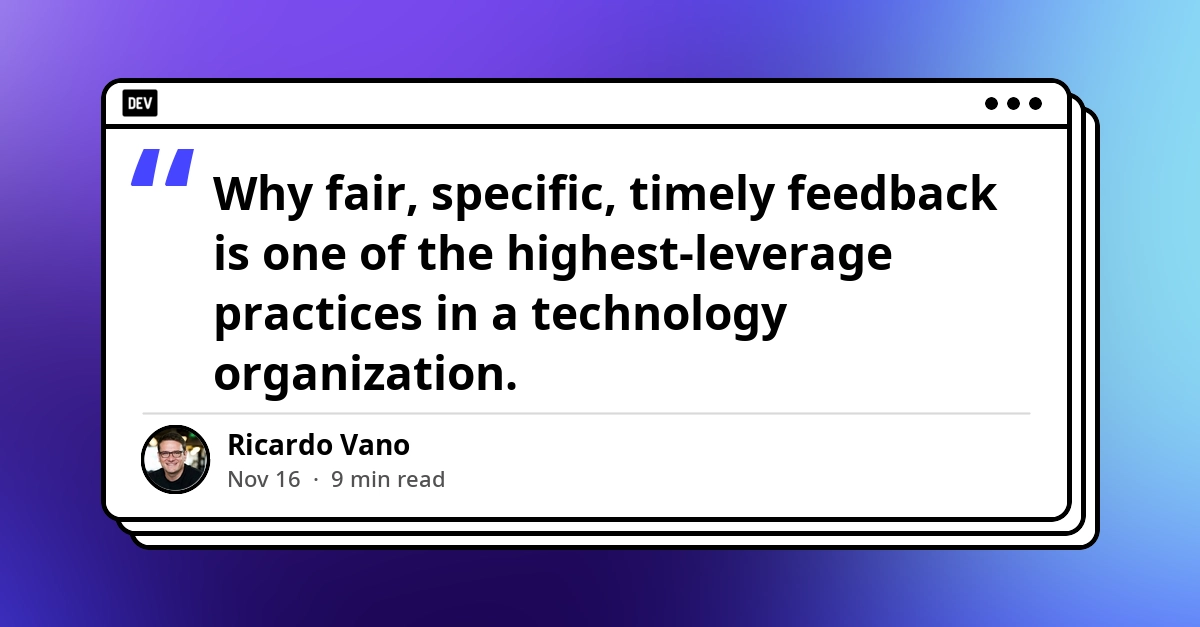 DEV
“
Why fair, specific, timely feedback
is one of the highest-leverage
practices in a technology
organization.
Ricardo Vano
Nov 16 · 9 min read